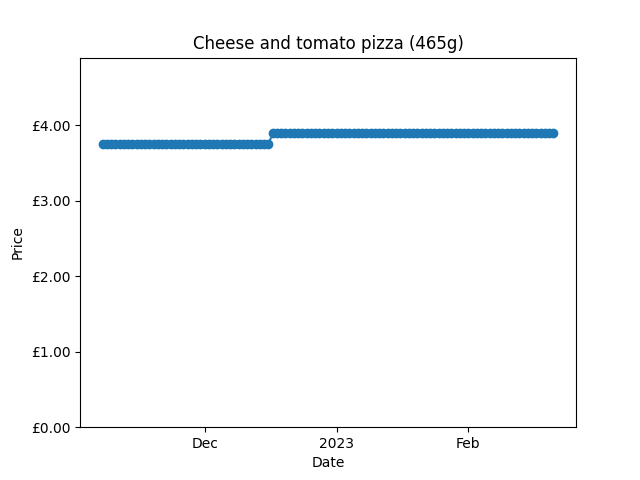 Cheese and tomato pizza (465g)
£4.00
£3.00
£2.00
£1.00
£0.00
Price
Dec
2023
Feb
Date